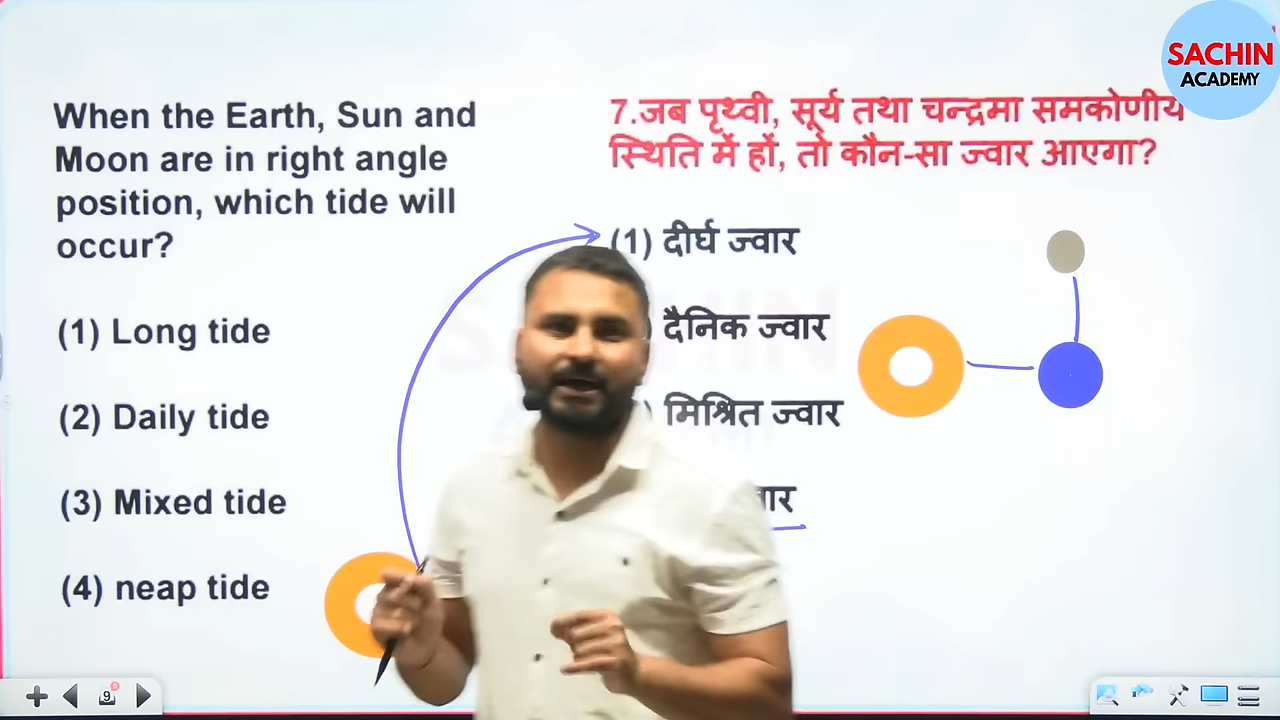 SACHIN
ACADEMY
When the Earth, Sun and
Moon are in right angle
position, which tide will
occur?
(1) Long tide
(2) Daily tide
(3) Mixed tide
(4) neap tide
7.जब पृथ्वी, सूर्य तथा चन्द्रमा समकोणीय
स्थिति में हों, तो कौन-सा ज्वार आएगा?
(1) दीर्घ ज्वार
दैनिक ज्वार
मिश्रित ज्वार
9